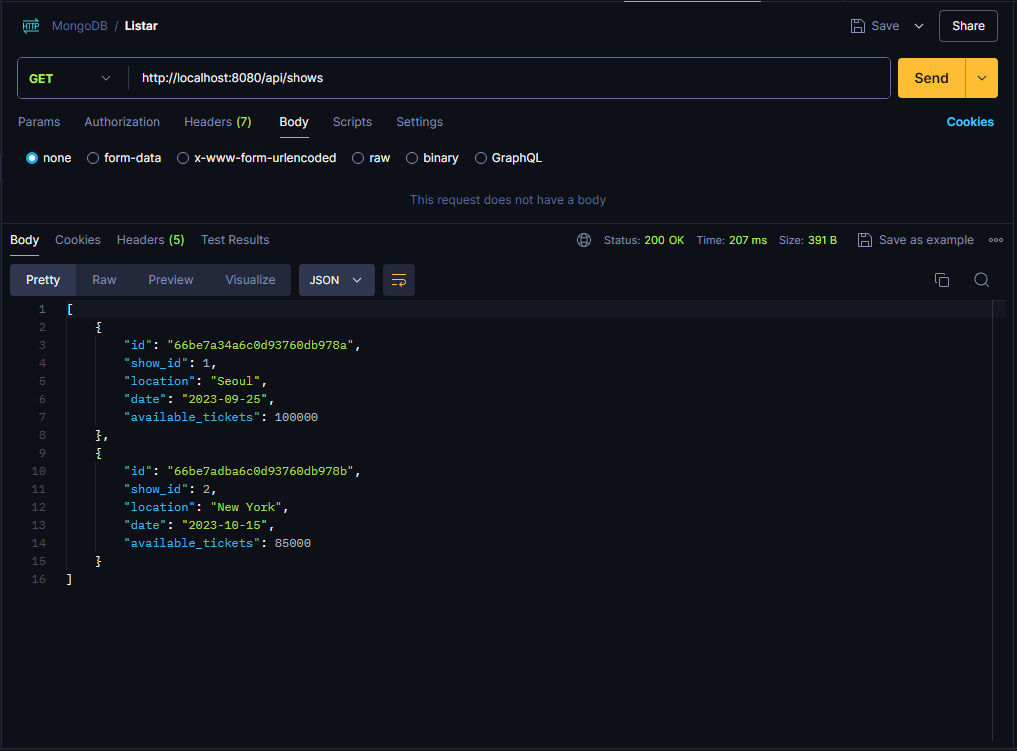 HTTP MongoDB / Listar Save Share
GET http://localhost:8080/api/shows Send
Params Authorization Headers (7) Body Scripts Settings Cookies
none form-data x-www-form-urlencoded raw binary GraphQL
This request does not have a body
Body Cookies Headers (5) Test Results Status: 200 OK Time: 207 ms Size: 391 B Save as example
Pretty Raw Preview Visualize JSON
1 [
2 {
3 "id": "66be7a34a6c0d93760db978a",
4 "show_id": 1,
5 "location": "Seoul",
6 "date": "2023-09-25",
7 "available_tickets": 100000
8 },
9 {
10 "id": "66be7adba6c0d93760db978b",
11 "show_id": 2,
12 "location": "New York",
13 "date": "2023-10-15",
14 "available_tickets": 85000
15 }
16 ]